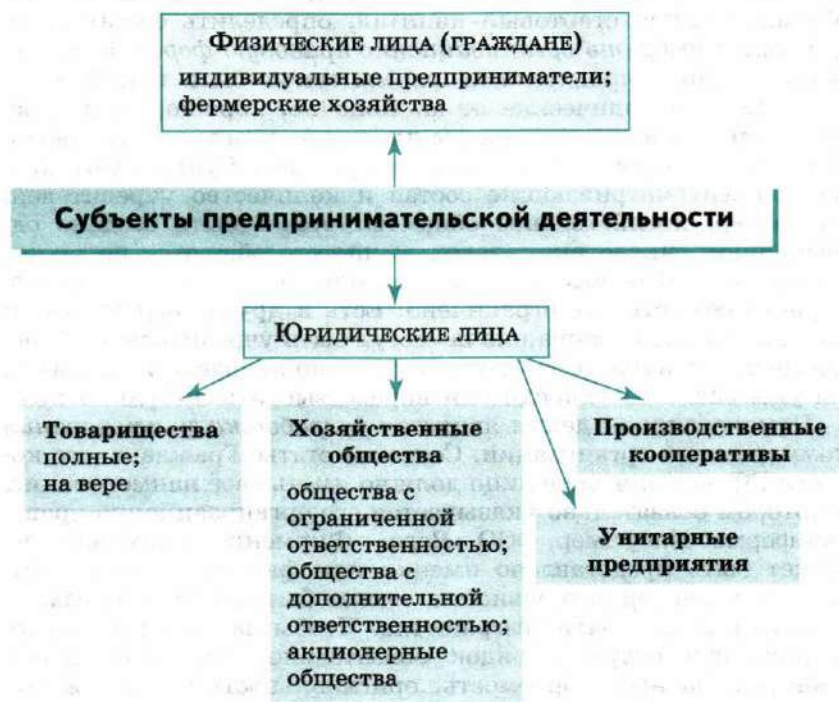 Физические лица (граждане)
индивидуальные предприниматели;
фермерские хозяйства
Субъекты предпринимательской деятельности
Юридические лица
Товарищества
полные;
на вере
Хозяйственные
общества
общества с
ограниченной
ответственностью;
общества с
дополнительной
ответственностью;
акционерные
общества
Производственные
кооперативы
Унитарные
предприятия